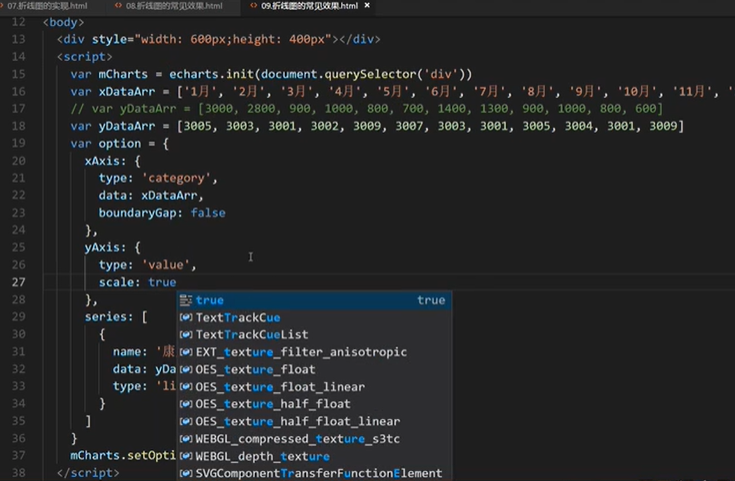 07.折线图的实现.html 08.折线图的常见效果.html 09.折线图的常见效果.html ×
12 <body>
13 <div style="width: 600px;height: 400px"></div>
14 <script>
15 var mCharts = echarts.init(document.querySelector('div'))
16 var xDataArr = ['1月', '2月', '3月', '4月', '5月', '6月', '7月', '8月', '9月', '10月', '11月', '
17 // var yDataArr = [3000, 2800, 900, 1000, 800, 700, 1400, 1300, 900, 1000, 800, 600]
18 var yDataArr = [3005, 3003, 3001, 3002, 3009, 3007, 3003, 3001, 3005, 3004, 3001, 3009]
19 var option = {
20 xAxis: {
21 type: 'category',
22 data: xDataArr,
23 boundaryGap: false
24 },
25 yAxis: {
26 type: 'value',
27 scale: true
28 },
true true
29 series: [
TextTrackCue
30 {
TextTrackCueList
31 name: '康
EXT_texture_filter_anisotropic
32 data: yDa
OES_texture_float
33 type: 'li
OES_texture_float_linear
34 }
OES_texture_half_float
35 ]
OES_texture_half_float_linear
36 }
WEBGL_compressed_texture_s3tc
37 mCharts.setOpti
WEBGL_depth_texture
38 </script>
SVGComponentTransferFunctionElement